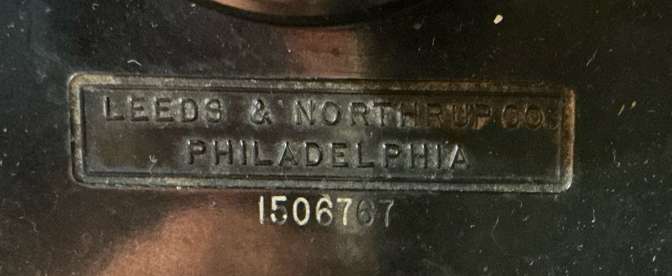 LEEDS & NORTHRUP CO.
PHILADELPHIA
1506767